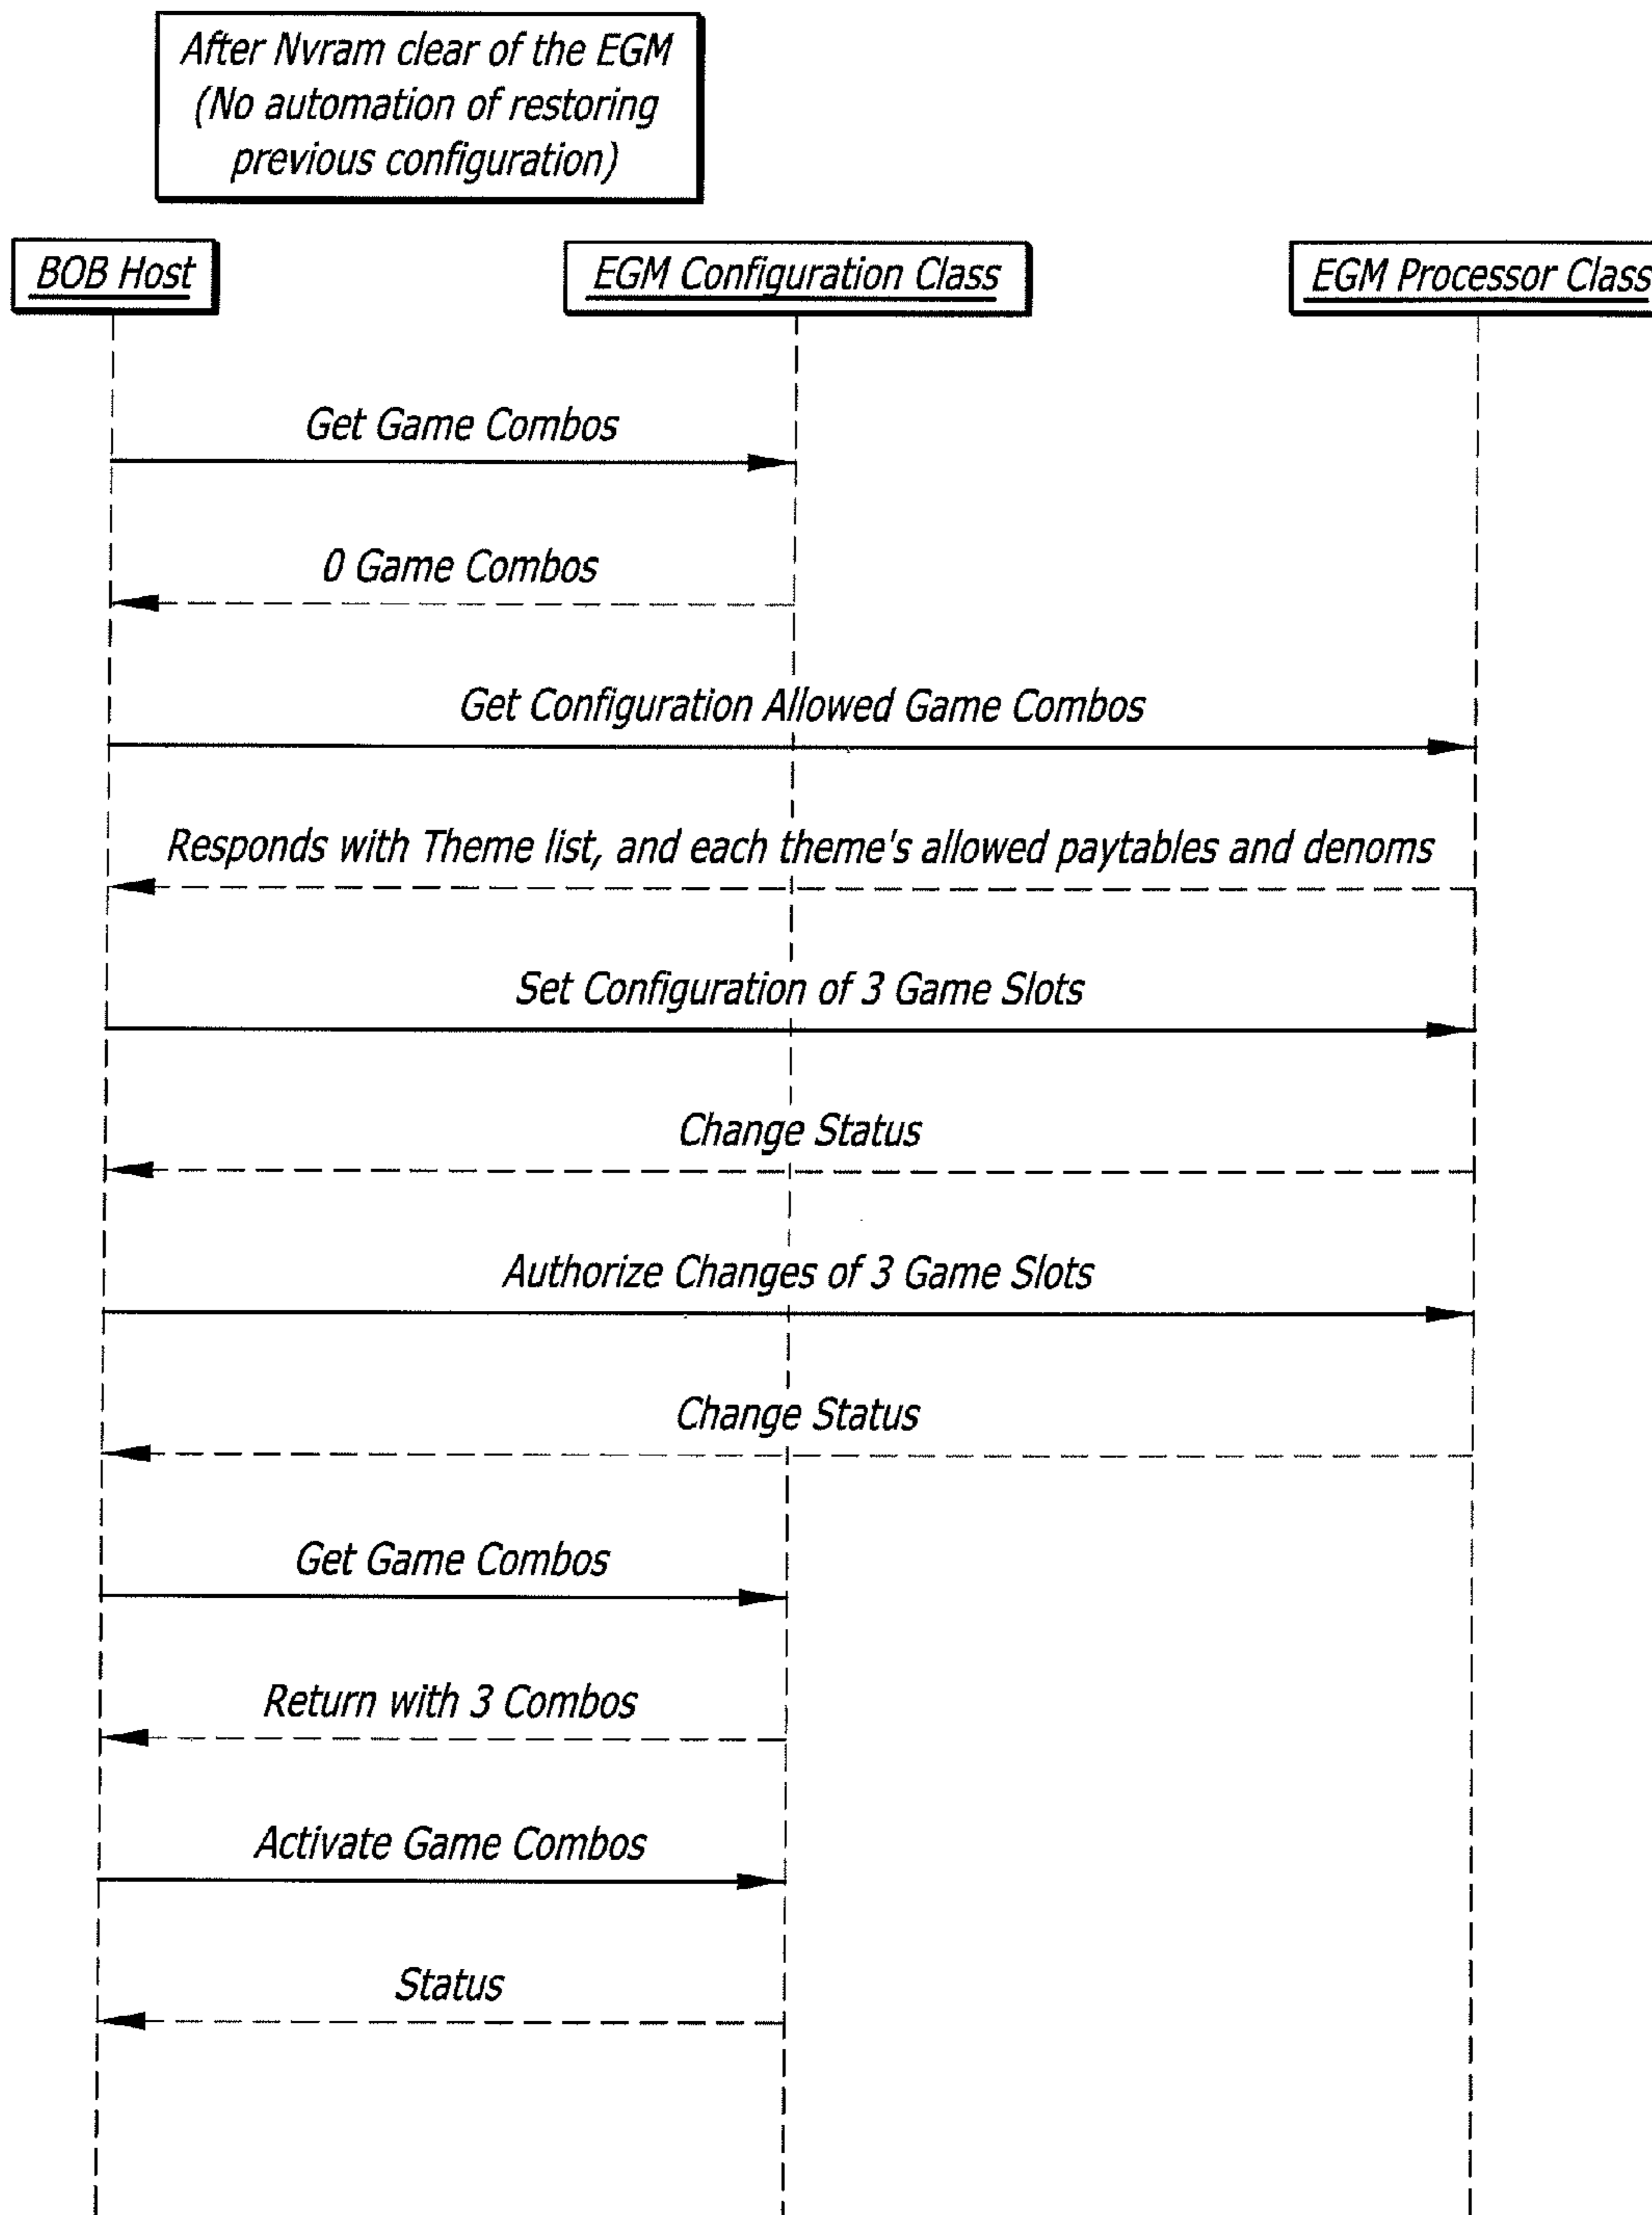 After Nvram clear of the EGM
(No automation of restoring
previous configuration)
BOB Host
EGM Configuration Class
EGM Processor Class
Get Game Combos
0 Game Combos
Get Configuration Allowed Game Combos
Responds with Theme list, and each theme's allowed paytables and denoms
Set Configuration of 3 Game Slots
Change Status
Authorize Changes of 3 Game Slots
Change Status
Get Game Combos
Return with 3 Combos
Activate Game Combos
Status